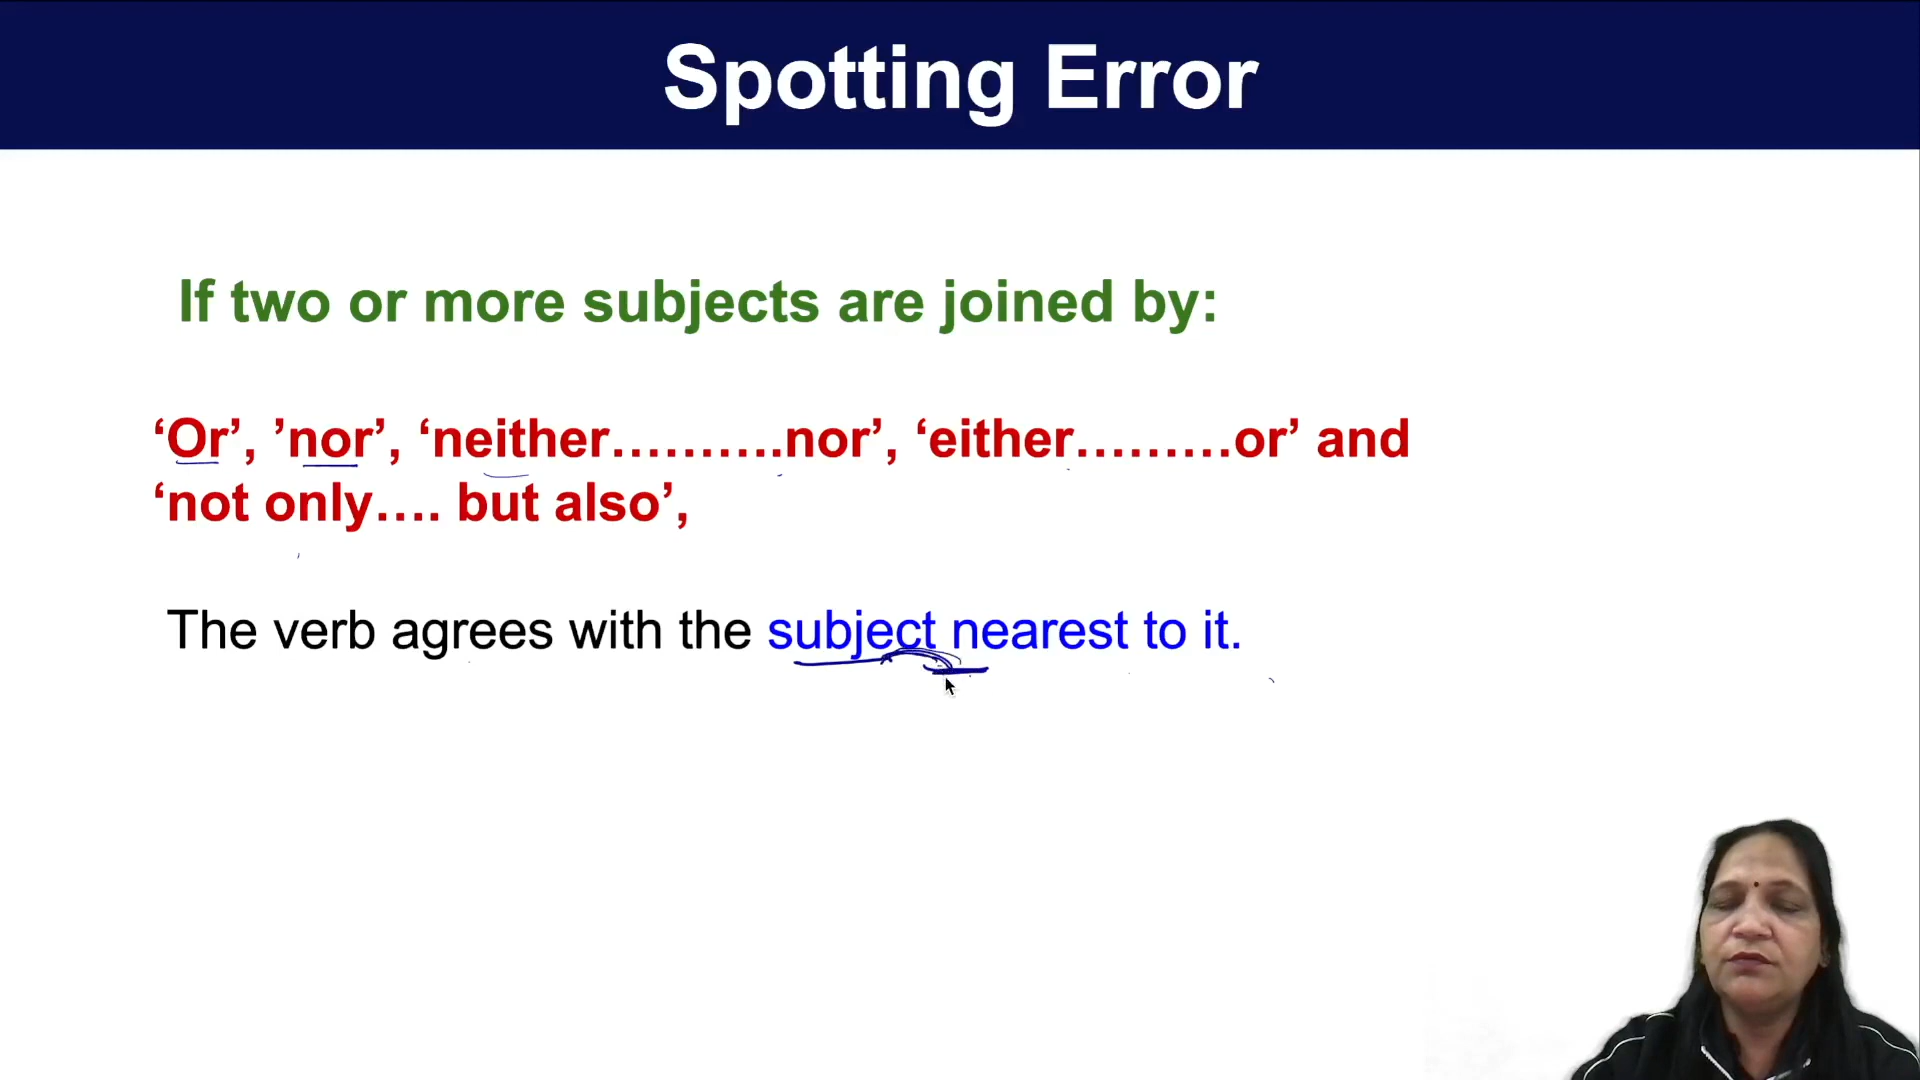 Spotting Error
If two or more subjects are joined by:
‘Or’, ’nor’, ‘neither……….nor’, ‘either………or’ and
‘not only…. but also’,
The verb agrees with the subject nearest to it.